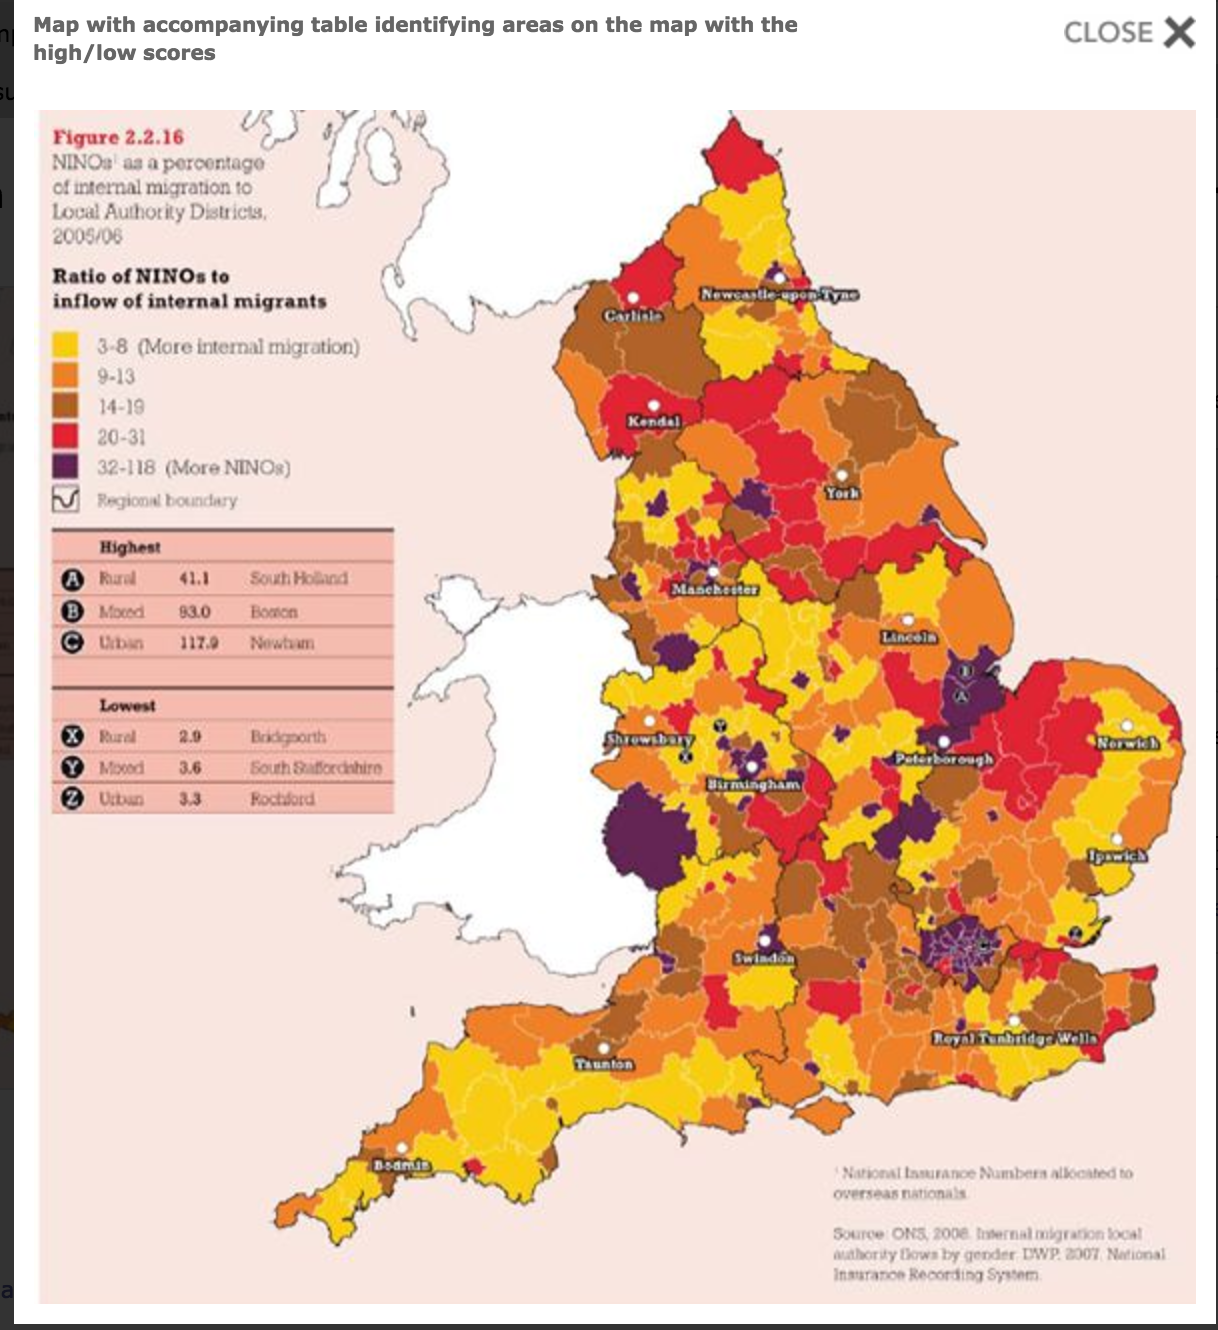 Map with accompanying table identifying areas on the map with the
high/low scores
CLOSE X
Figure 2.2.16
NINOs¹ as a percentage
of internal migration to
Local Authority Districts,
2005/06
Ratio of NINOs to
inflow of internal migrants
3-8 (More internal migration)
9-13
14-19
20-31
32-118 (More NINOs)
Regional boundary
Highest
A Rural 41.1 South Holland
B Mixed 93.0 Boston
C Urban 117.9 Newham
Lowest
X Rural 2.9 Bridgnorth
Y Mixed 3.6 South Staffordshire
Z Urban 3.3 Rochford
Newcastle-upon-Tyne
Carlisle
Kendal
York
Manchester
Lincoln
B
A
Norwich
Y
Shrewsbury
X
Peterborough
Birmingham
Ipswich
Z
C
Swindon
Royal Tunbridge Wells
Taunton
Bodmin
¹ National Insurance Numbers allocated to
overseas nationals.
Source: ONS, 2008. Internal migration local
authority flows by gender. DWP, 2007. National
Insurance Recording System.